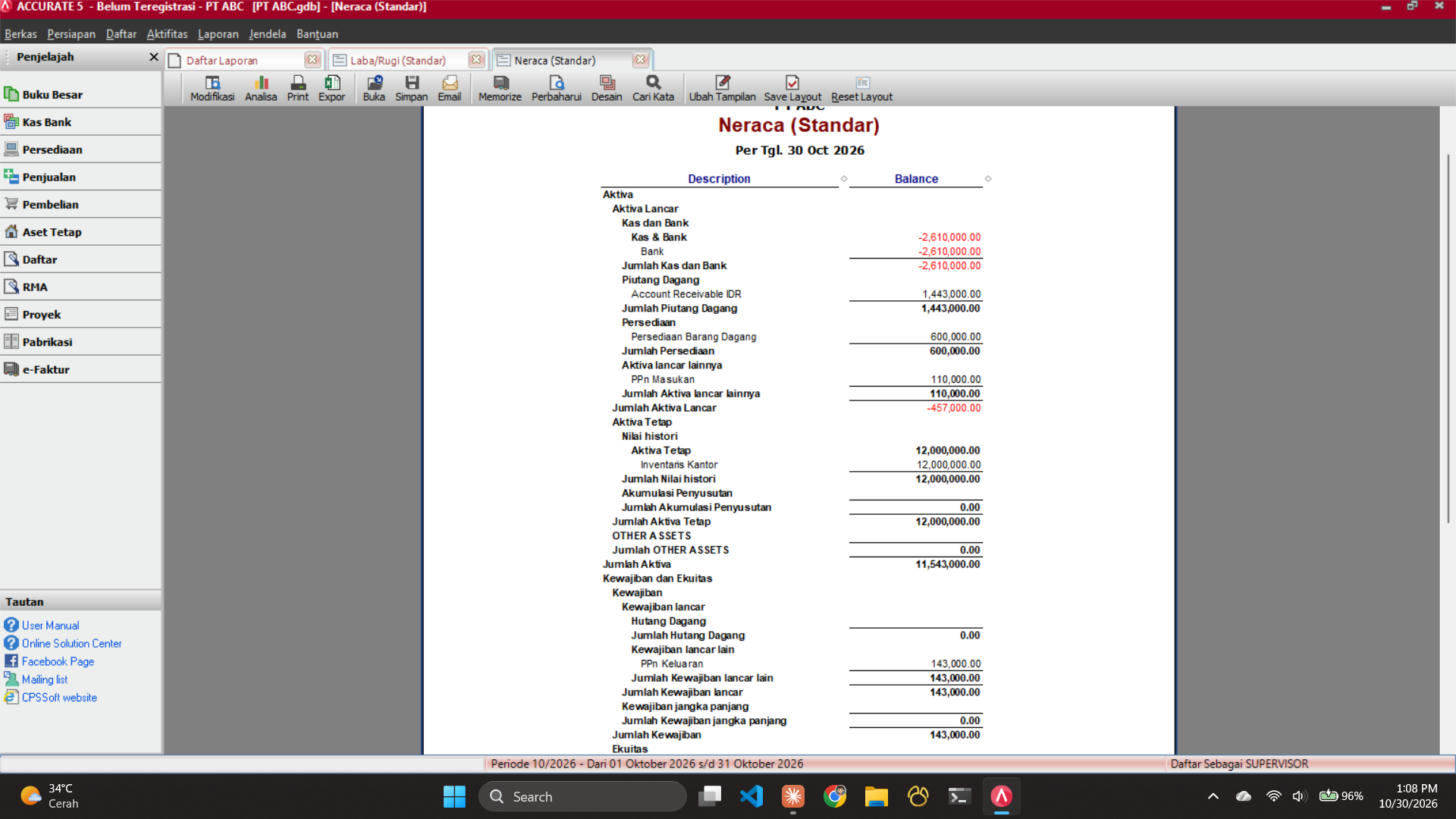 ACCURATE 5 - Belum Teregistrasi - PT ABC [PT ABC.gdb] - [Neraca (Standar)]
Berkas Persiapan Daftar Aktifitas Laporan Jendela Bantuan
Penjelajah
Daftar Laporan
Laba/Rugi (Standar)
Neraca (Standar)
Modifikasi Analisa Print Expor Buka Simpan Email Memorize Perbaharui Desain Cari Kata Ubah Tampilan Save Layout Reset Layout
Buku Besar
Kas Bank
Persediaan
Penjualan
Pembelian
Aset Tetap
Daftar
RMA
Proyek
Pabrikasi
e-Faktur
Tautan
User Manual
Online Solution Center
Facebook Page
Mailing list
CPSSoft website
PT ABC
Neraca (Standar)
Per Tgl. 30 Oct 2026
Description Balance
Aktiva
Aktiva Lancar
Kas dan Bank
Kas & Bank -2,610,000.00
Bank -2,610,000.00
Jumlah Kas dan Bank -2,610,000.00
Piutang Dagang
Account Receivable IDR 1,443,000.00
Jumlah Piutang Dagang 1,443,000.00
Persediaan
Persediaan Barang Dagang 600,000.00
Jumlah Persediaan 600,000.00
Aktiva lancar lainnya
PPn Masukan 110,000.00
Jumlah Aktiva lancar lainnya 110,000.00
Jumlah Aktiva Lancar -457,000.00
Aktiva Tetap
Nilai histori
Aktiva Tetap 12,000,000.00
Inventaris Kantor 12,000,000.00
Jumlah Nilai histori 12,000,000.00
Akumulasi Penyusutan
Jumlah Akumulasi Penyusutan 0.00
Jumlah Aktiva Tetap 12,000,000.00
OTHER ASSETS
Jumlah OTHER ASSETS 0.00
Jumlah Aktiva 11,543,000.00
Kewajiban dan Ekuitas
Kewajiban
Kewajiban lancar
Hutang Dagang
Jumlah Hutang Dagang 0.00
Kewajiban lancar lain
PPn Keluaran 143,000.00
Jumlah Kewajiban lancar lain 143,000.00
Jumlah Kewajiban lancar 143,000.00
Kewajiban jangka panjang
Jumlah Kewajiban jangka panjang 0.00
Jumlah Kewajiban 143,000.00
Ekuitas
Periode 10/2026 - Dari 01 Oktober 2026 s/d 31 Oktober 2026
Daftar Sebagai SUPERVISOR
34°C
Cerah
Search
96%
1:08 PM
10/30/2026